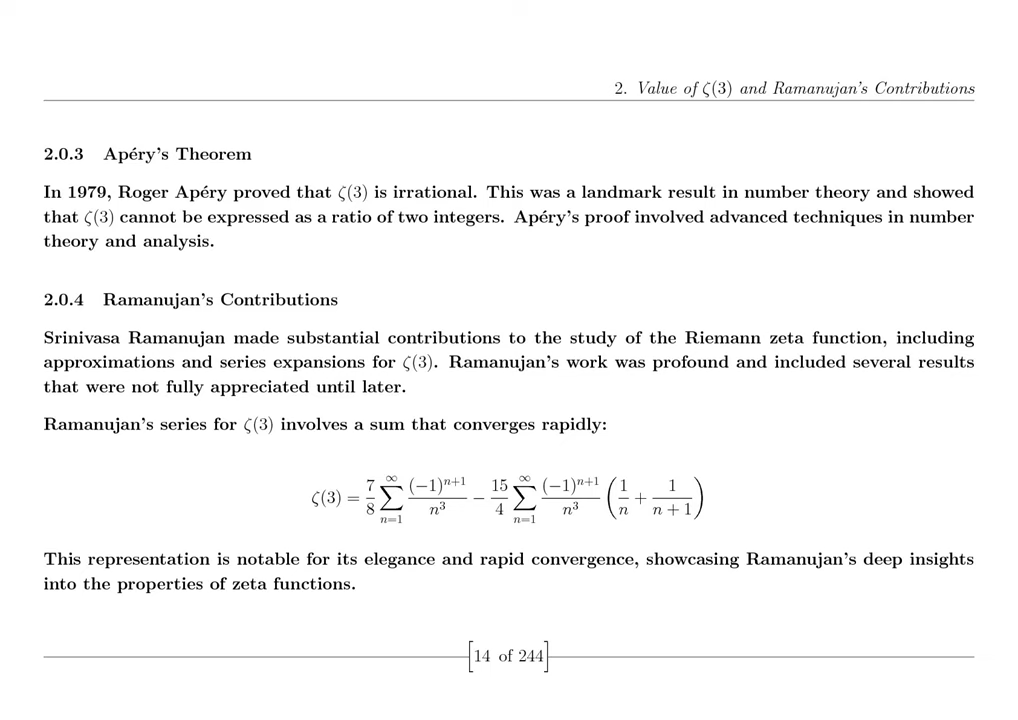 2. Value of ζ(3) and Ramanujan's Contributions
2.0.3 Apéry's Theorem
In 1979, Roger Apéry proved that ζ(3) is irrational. This was a landmark result in number theory and showed
that ζ(3) cannot be expressed as a ratio of two integers. Apéry's proof involved advanced techniques in number
theory and analysis.
2.0.4 Ramanujan's Contributions
Srinivasa Ramanujan made substantial contributions to the study of the Riemann zeta function, including
approximations and series expansions for ζ(3). Ramanujan's work was profound and included several results
that were not fully appreciated until later.
Ramanujan's series for ζ(3) involves a sum that converges rapidly:
ζ(3) = 7/8 ∑_{n=1}^{∞} (−1)^{n+1}/n^3 − 15/4 ∑_{n=1}^{∞} (−1)^{n+1}/n^3 (1/n + 1/(n+1))
This representation is notable for its elegance and rapid convergence, showcasing Ramanujan's deep insights
into the properties of zeta functions.
[14 of 244]